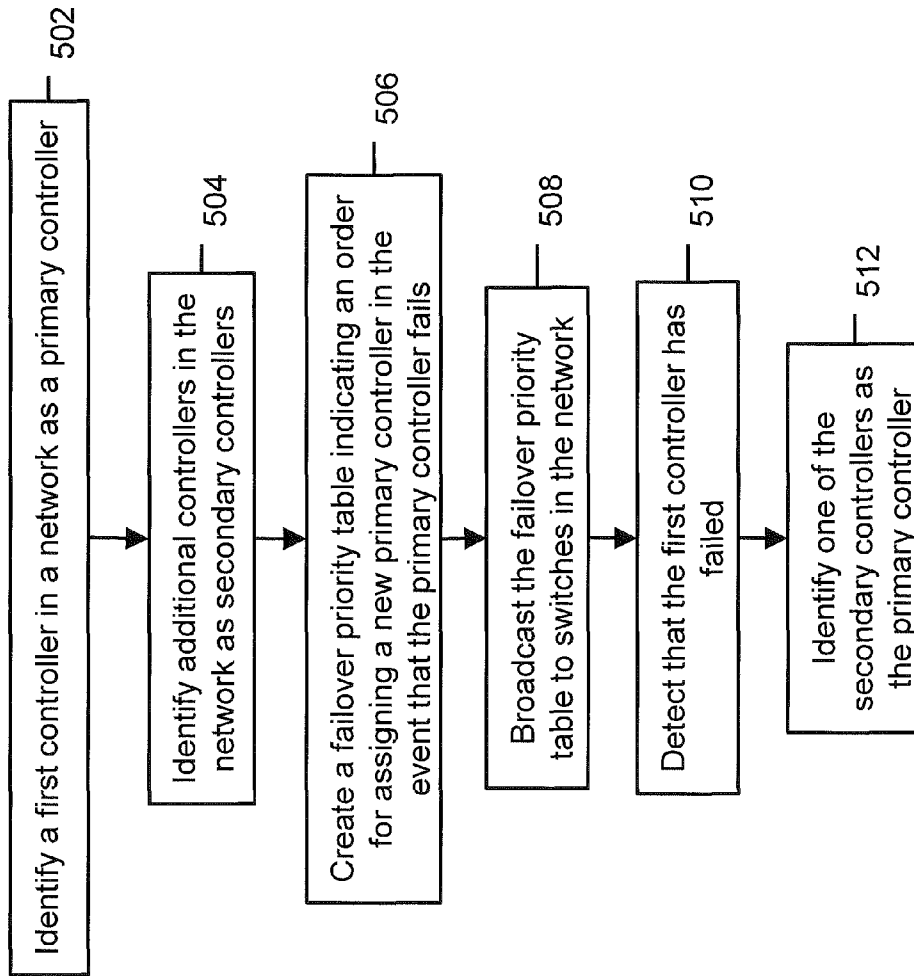 Identify a first controller in a network as a primary controller
502
Identify additional controllers in the
network as secondary controllers
504
Create a failover priority table indicating an order
for assigning a new primary controller in the
event that the primary controller fails
506
Broadcast the failover priority
table to switches in the network
508
Detect that the first controller has
failed
510
Identify one of the
secondary controllers as
the primary controller
512